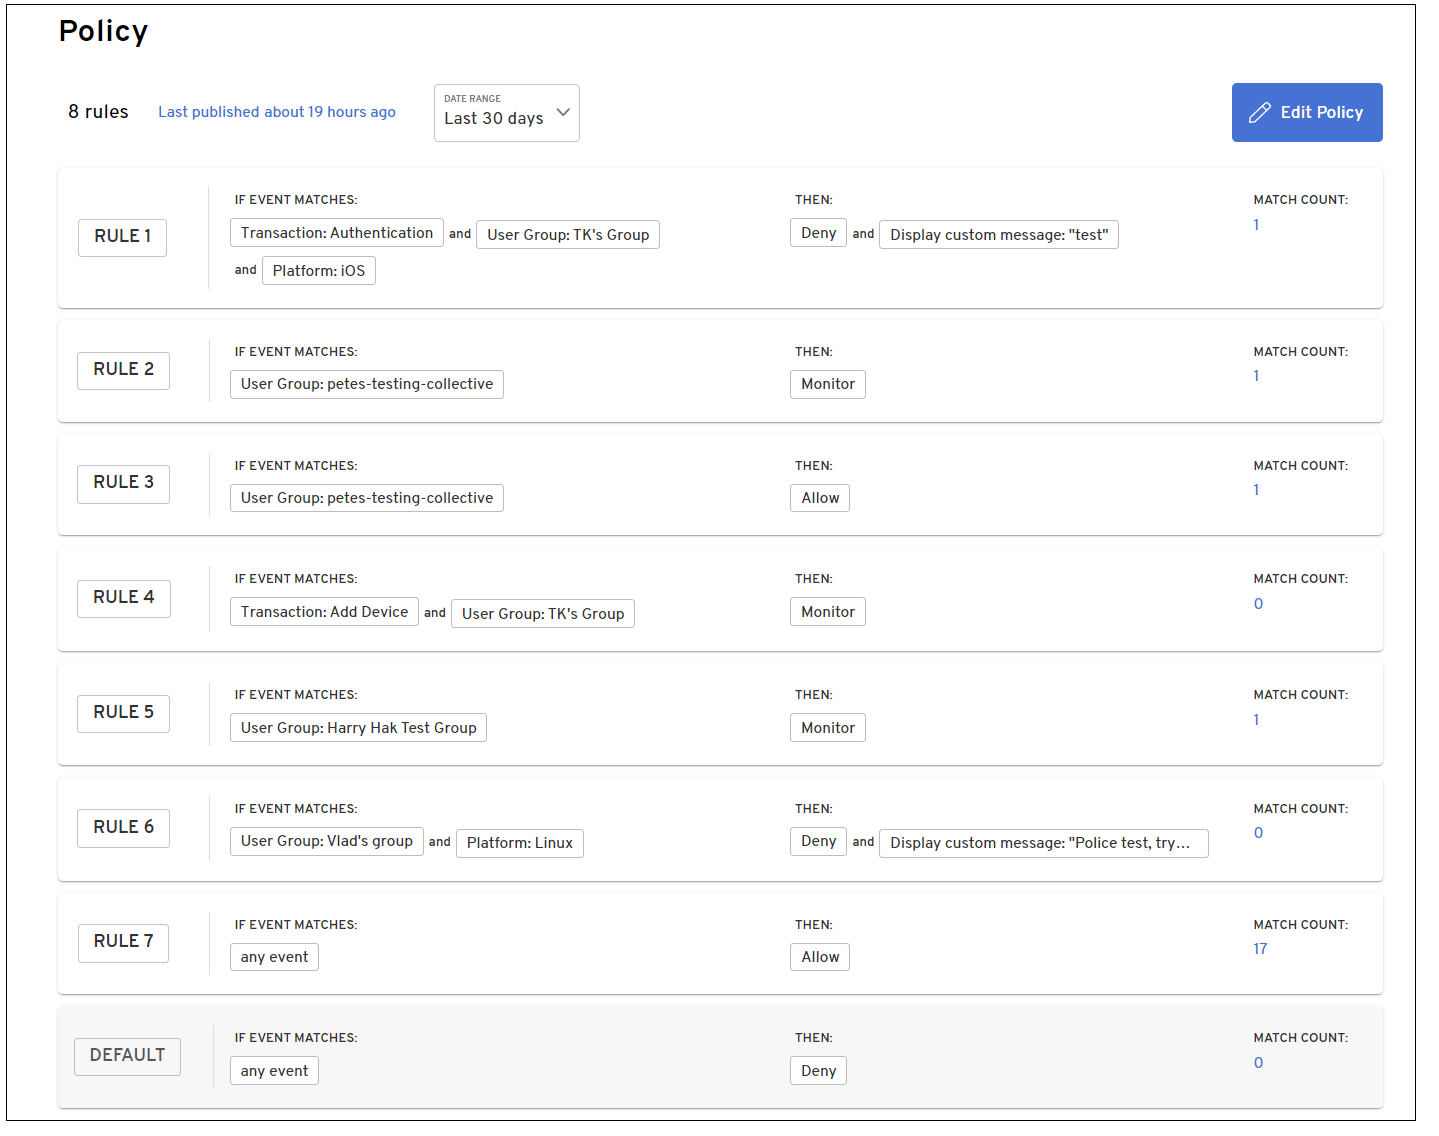 Policy
8 rules Last published about 19 hours ago DATE RANGE Last 30 days Edit Policy
IF EVENT MATCHES: THEN: MATCH COUNT:
RULE 1 Transaction: Authentication and User Group: TK's Group Deny and Display custom message: "test" 1
and Platform: iOS
IF EVENT MATCHES: THEN: MATCH COUNT:
RULE 2 User Group: petes-testing-collective Monitor 1
IF EVENT MATCHES: THEN: MATCH COUNT:
RULE 3 User Group: petes-testing-collective Allow 1
IF EVENT MATCHES: THEN: MATCH COUNT:
RULE 4 Transaction: Add Device and User Group: TK's Group Monitor 0
IF EVENT MATCHES: THEN: MATCH COUNT:
RULE 5 User Group: Harry Hak Test Group Monitor 1
IF EVENT MATCHES: THEN: MATCH COUNT:
RULE 6 User Group: Vlad's group and Platform: Linux Deny and Display custom message: "Police test, try... 0
IF EVENT MATCHES: THEN: MATCH COUNT:
RULE 7 any event Allow 17
IF EVENT MATCHES: THEN: MATCH COUNT:
DEFAULT any event Deny 0